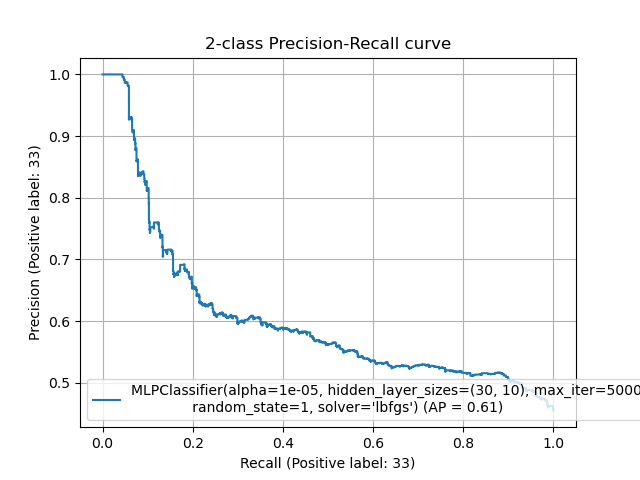 2-class Precision-Recall curve
1.0
0.9
0.8
0.7
0.6
0.5
Precision (Positive label: 33)
MLPClassifier(alpha=1e-05, hidden_layer_sizes=(30, 10), max_iter=5000
random_state=1, solver='lbfgs') (AP = 0.61)
0.0 0.2 0.4 0.6 0.8 1.0
Recall (Positive label: 33)